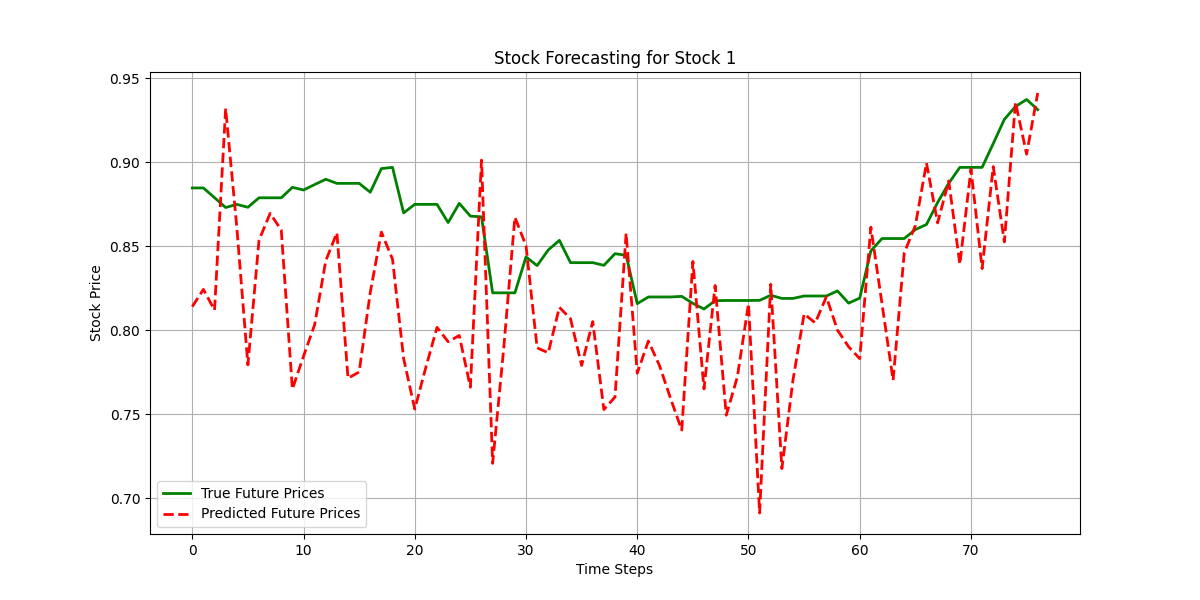 Stock Forecasting for Stock 1
0.95
0.90
0.85
0.80
0.75
0.70
Stock Price
True Future Prices
Predicted Future Prices
0 10 20 30 40 50 60 70
Time Steps